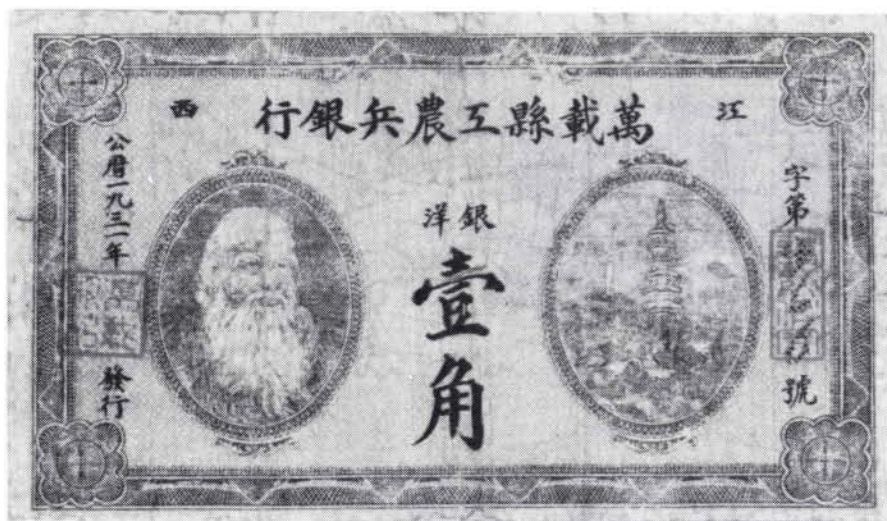 江西
萬載縣工農兵銀行
字第
號
銀洋
壹角
公曆一九三一年
發行